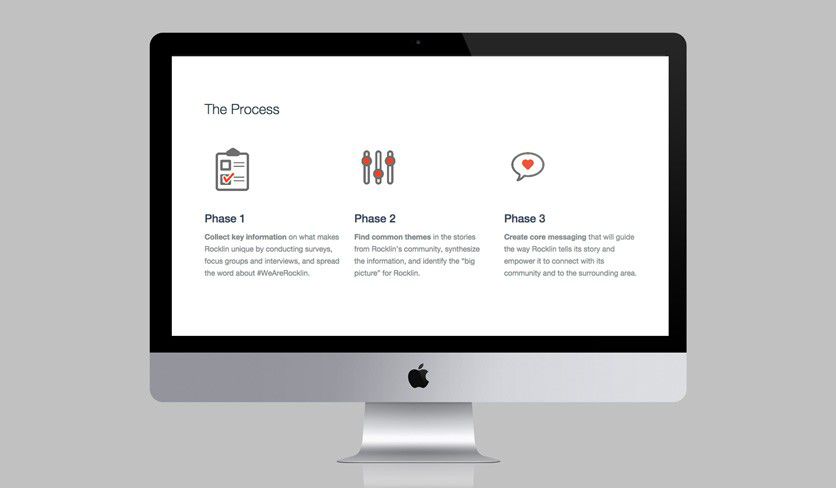 The Process
Phase 1
Collect key information on what makes
Rocklin unique by conducting surveys,
focus groups and interviews, and spread
the word about #WeAreRocklin.
Phase 2
Find common themes in the stories
from Rocklin's community, synthesize
the information, and identify the "big
picture" for Rocklin.
Phase 3
Create core messaging that will guide
the way Rocklin tells its story and
empower it to connect with its
community and to the surrounding area.